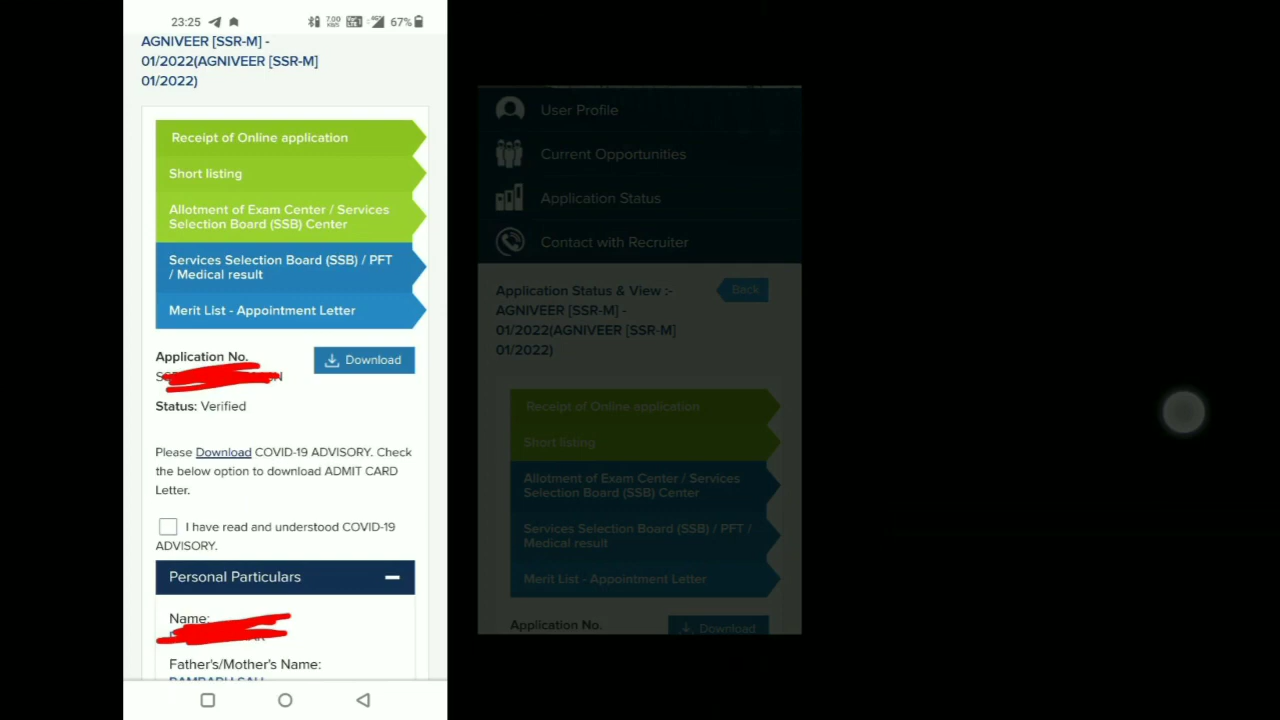 23:25
7.00
KB/S
67%
AGNIVEER [SSR-M] -
01/2022(AGNIVEER [SSR-M]
01/2022)
Receipt of Online application
Short listing
Allotment of Exam Center / Services
Selection Board (SSB) Center
Services Selection Board (SSB) / PFT
/ Medical result
Merit List - Appointment Letter
Application No.
Download
Status: Verified
Please Download COVID-19 ADVISORY. Check
the below option to download ADMIT CARD
Letter.
I have read and understood COVID-19
ADVISORY.
Personal Particulars
Name:
Father's/Mother's Name:
User Profile
Current Opportunities
Application Status
Contact with Recruiter
Application Status & View :-
Back
AGNIVEER [SSR-M] -
01/2022(AGNIVEER [SSR-M]
01/2022)
Receipt of Online application
Short listing
Allotment of Exam Center / Services
Selection Board (SSB) Center
Services Selection Board (SSB) / PFT /
Medical result
Merit List - Appointment Letter
Application No.
Download